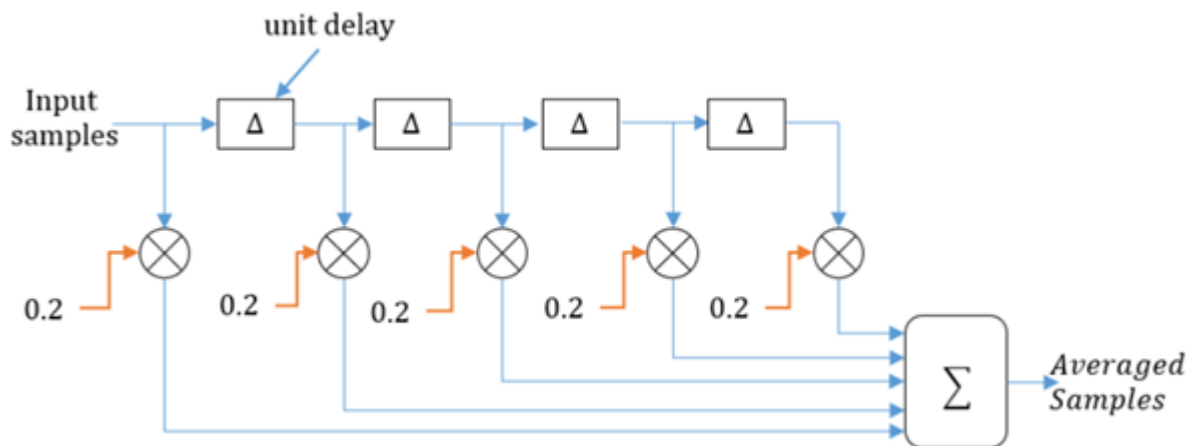 unit delay
Input
samples
Δ
Δ
Δ
Δ
0.2
0.2
0.2
0.2
0.2
∑
Averaged
Samples